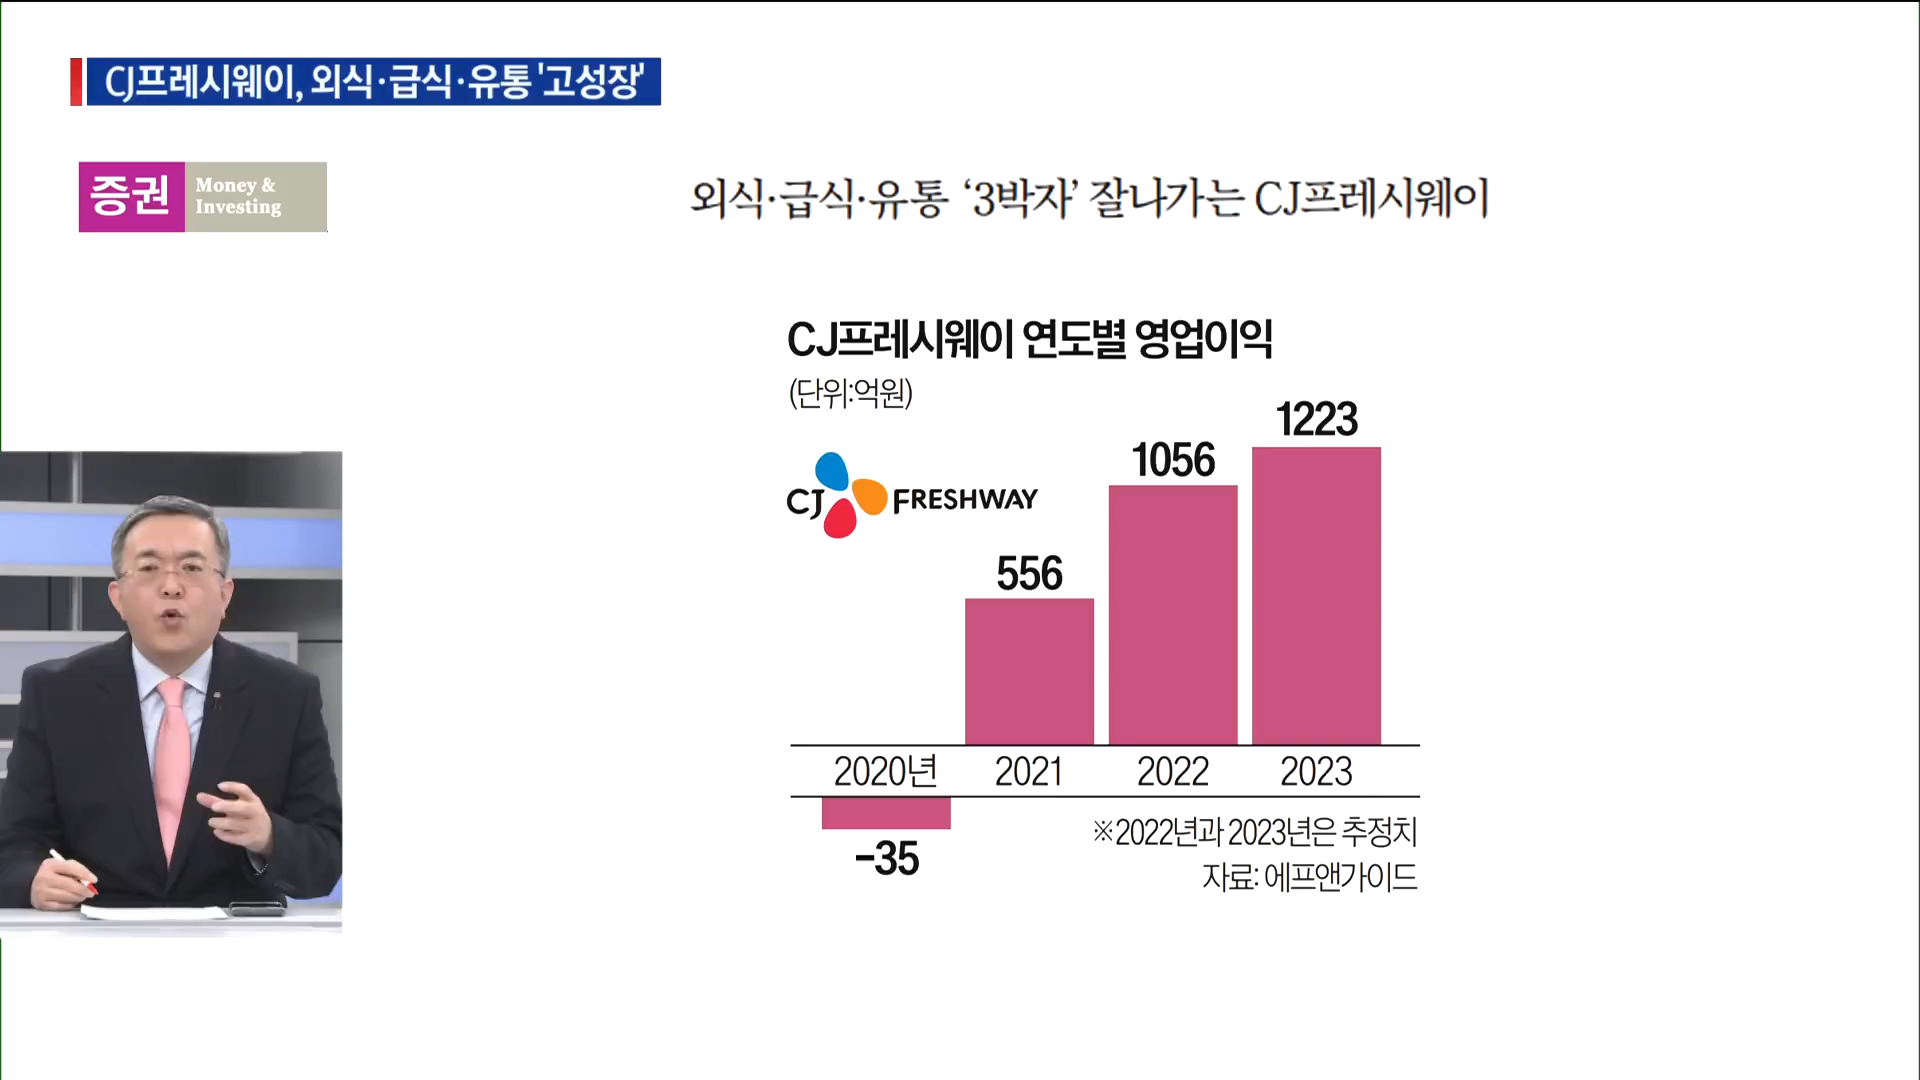 CJ프레시웨이, 외식·급식·유통 '고성장'
증권 Money &
Investing
외식·급식·유통 ‘3박자’ 잘나가는 CJ프레시웨이
CJ프레시웨이 연도별 영업이익
(단위:억원)
CJ FRESHWAY
1223
1056
556
2020년 2021 2022 2023
-35
※2022년과 2023년은 추정치
자료: 에프앤가이드